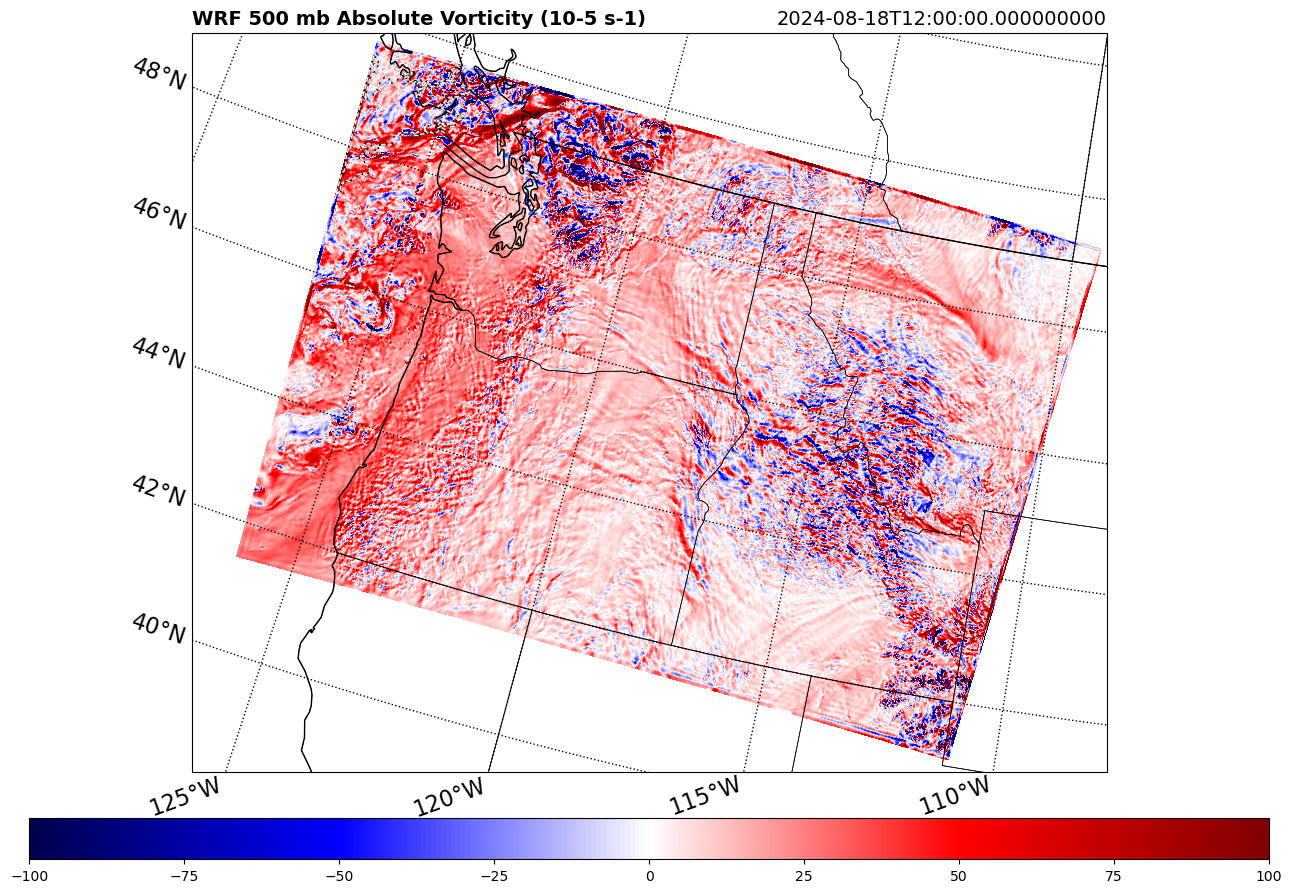 WRF 500 mb Absolute Vorticity (10-5 s-1)
2024-08-18T12:00:00.000000000
48°N
46°N
44°N
42°N
40°N
125°W
120°W
115°W
110°W
−100
−75
−50
−25
0
25
50
75
100